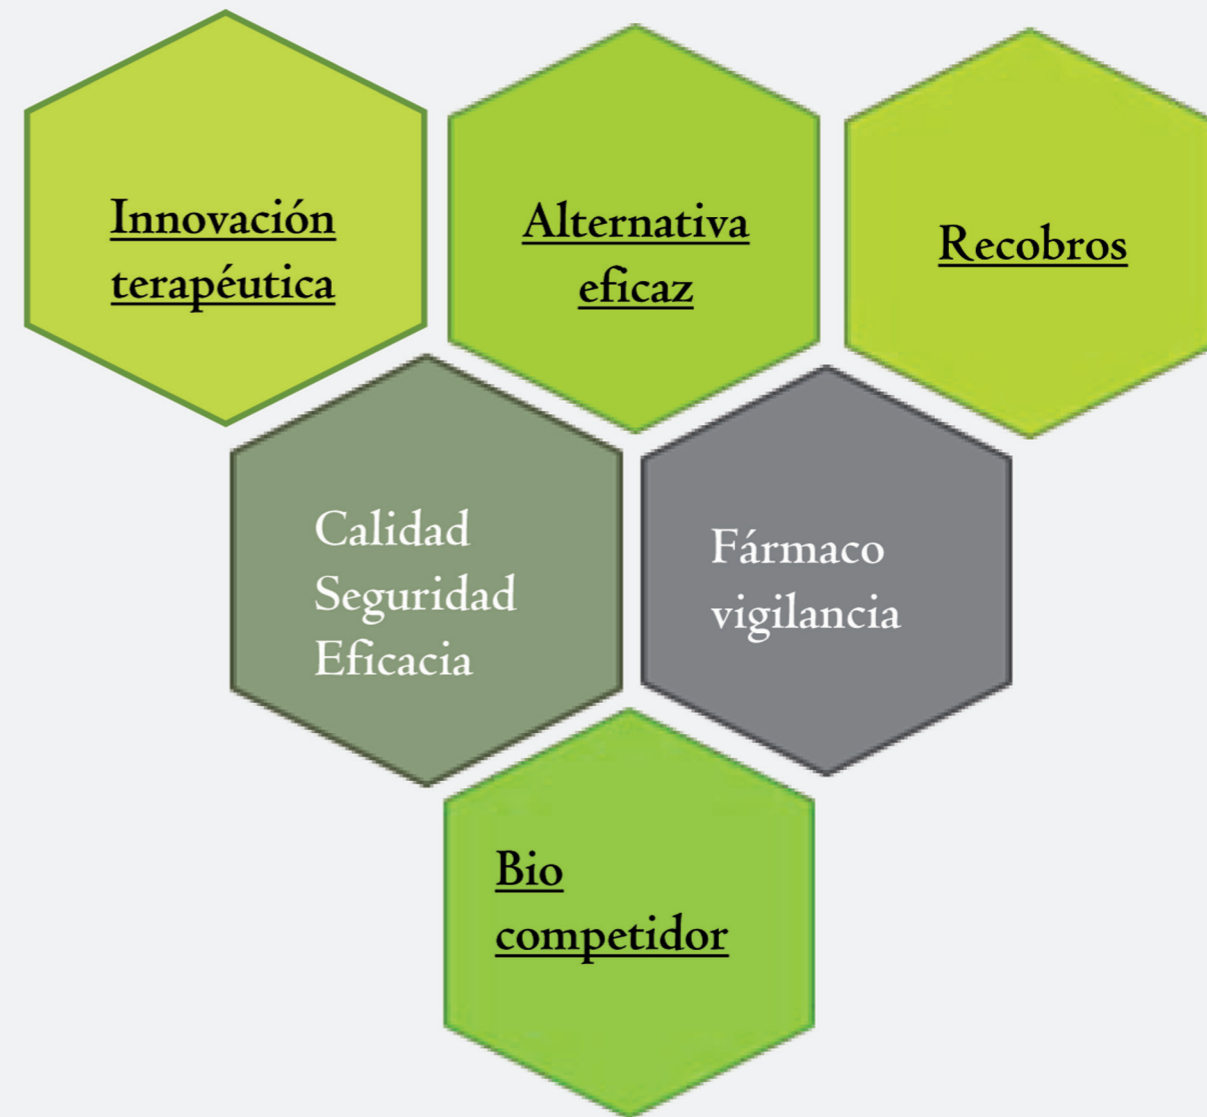 Innovación
terapéutica
Alternativa
eficaz
Recobros
Calidad
Seguridad
Eficacia
Fármaco
vigilancia
Bio
competidor